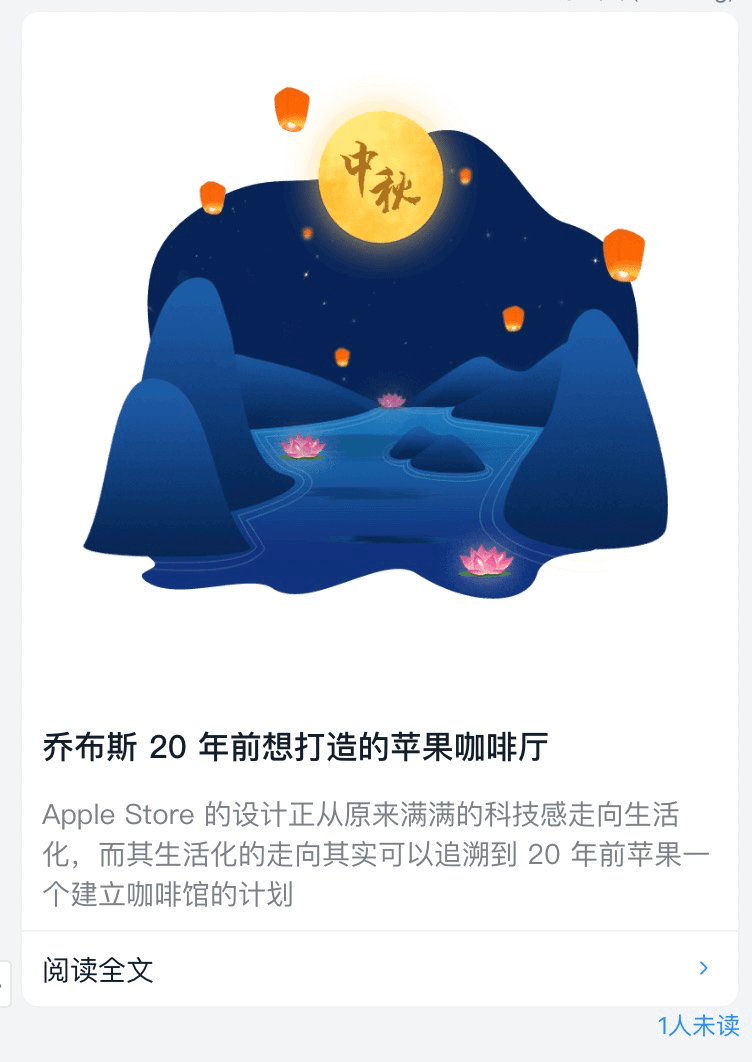 中秋
乔布斯 20 年前想打造的苹果咖啡厅
Apple Store 的设计正从原来满满的科技感走向生活
化，而其生活化的走向其实可以追溯到 20 年前苹果一
个建立咖啡馆的计划
阅读全文
1人未读